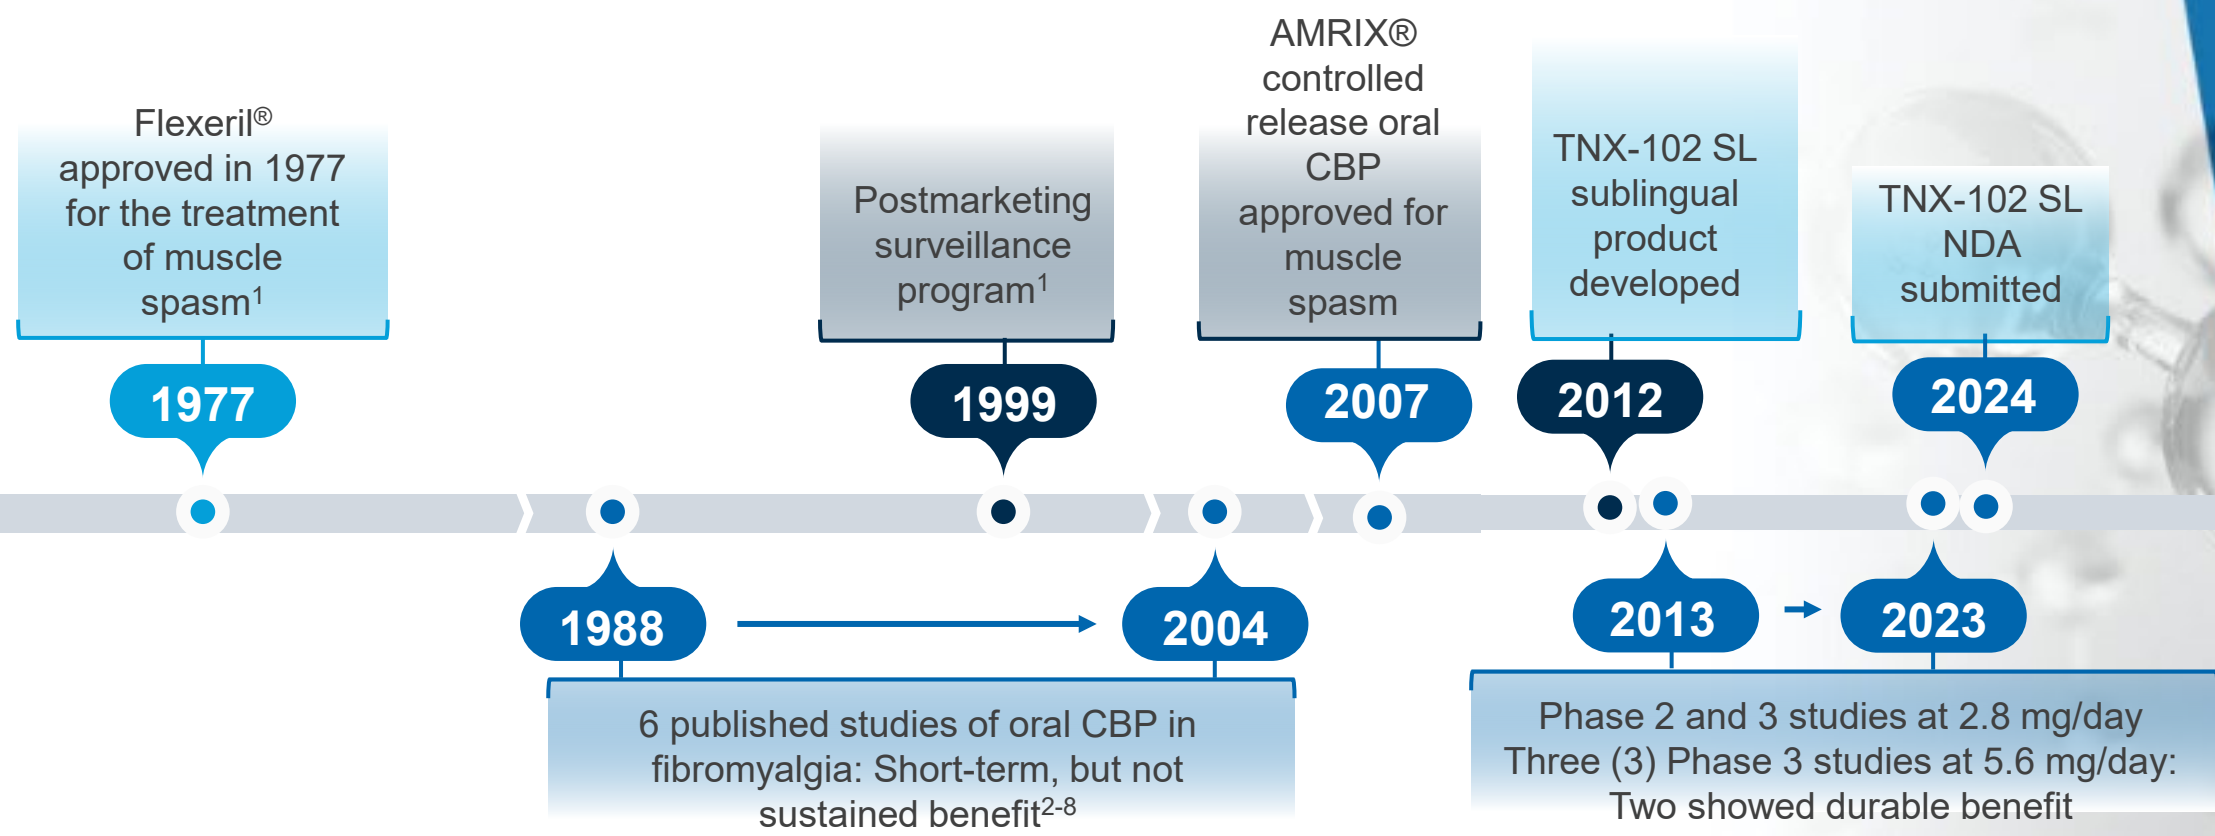 Flexeril®
approved in 1977
for the treatment
of muscle
spasm1
1977
Postmarketing
surveillance
program1
1999
AMRIX®
controlled
release oral
CBP
approved for
muscle
spasm
2007
TNX-102 SL
sublingual
product
developed
2012
TNX-102 SL
NDA
submitted
2024
1988
2004
6 published studies of oral CBP in
fibromyalgia: Short-term, but not
sustained benefit2-8
2013
2023
Phase 2 and 3 studies at 2.8 mg/day
Three (3) Phase 3 studies at 5.6 mg/day:
Two showed durable benefit